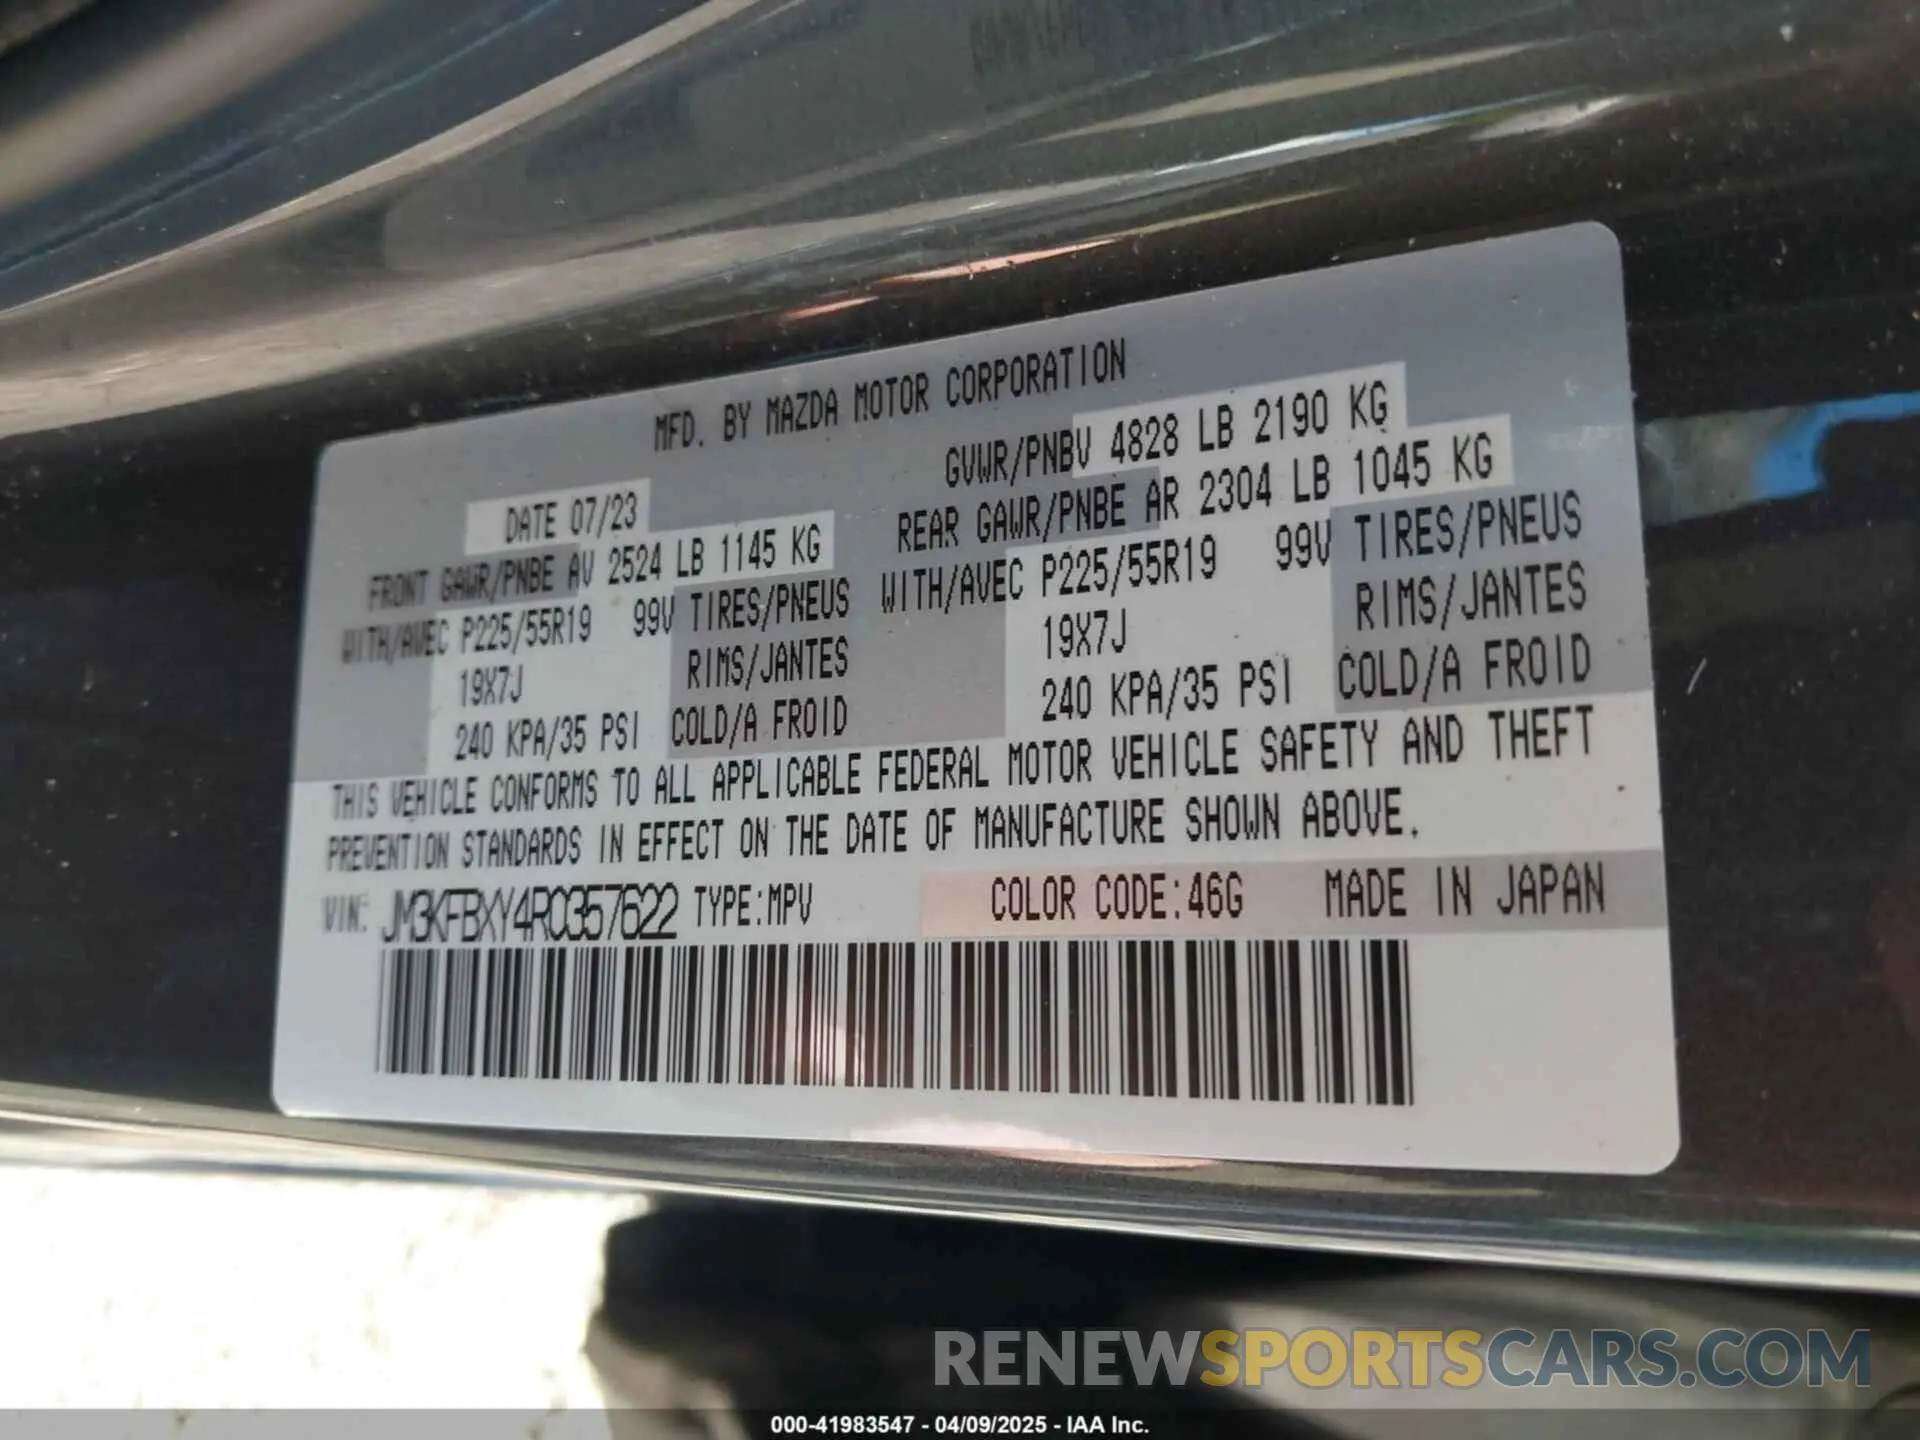 MFD. BY MAZDA MOTOR CORPORATION
DATE 07/23
GVWR/PNBV 4828 LB 2190 KG
FRONT GAWR/PNBE AV 2524 LB 1145 KG
REAR GAWR/PNBE AR 2304 LB 1045 KG
WITH/AVEC P225/55R19 99V TIRES/PNEUS
WITH/AVEC P225/55R19 99V TIRES/PNEUS
19X7J RIMS/JANTES
19X7J RIMS/JANTES
240 KPA/35 PSI COLD/A FROID
240 KPA/35 PSI COLD/A FROID
THIS VEHICLE CONFORMS TO ALL APPLICABLE FEDERAL MOTOR VEHICLE SAFETY AND THEFT
PREVENTION STANDARDS IN EFFECT ON THE DATE OF MANUFACTURE SHOWN ABOVE.
VIN: JM3KFBXY4R0357622 TYPE:MPV COLOR CODE:46G MADE IN JAPAN
RENEWSPORTSCARS.COM
000-41983547 - 04/09/2025 - IAA Inc.